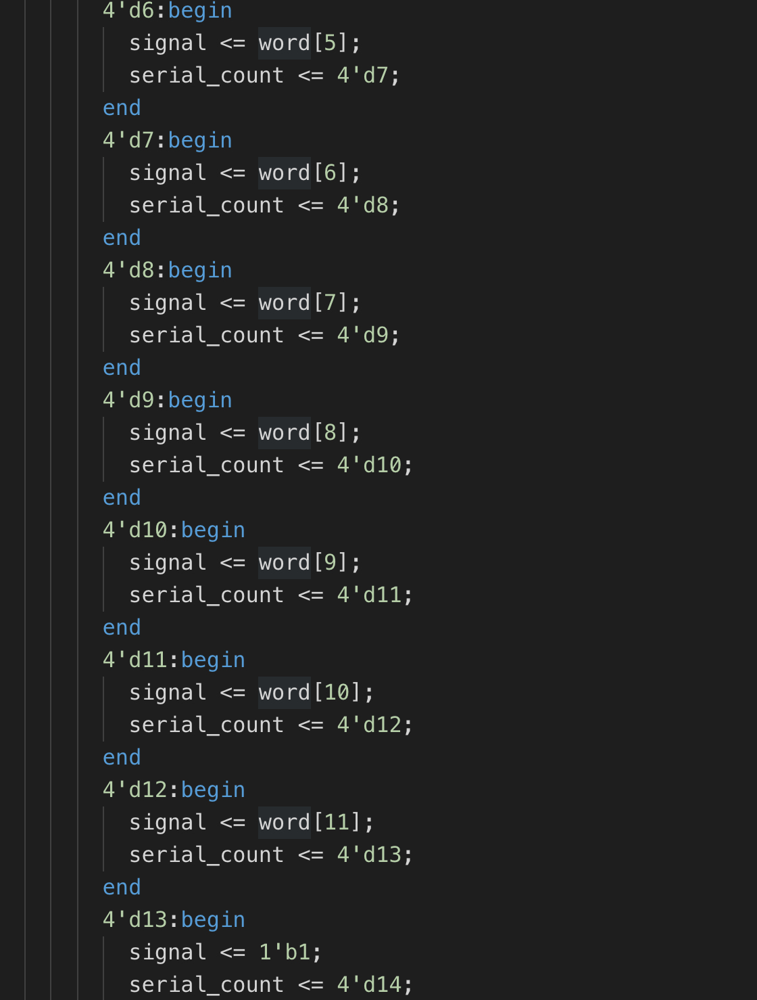 4'd6:begin
signal <= word[5];
serial_count <= 4'd7;
end
4'd7:begin
signal <= word[6];
serial_count <= 4'd8;
end
4'd8:begin
signal <= word[7];
serial_count <= 4'd9;
end
4'd9:begin
signal <= word[8];
serial_count <= 4'd10;
end
4'd10:begin
signal <= word[9];
serial_count <= 4'd11;
end
4'd11:begin
signal <= word[10];
serial_count <= 4'd12;
end
4'd12:begin
signal <= word[11];
serial_count <= 4'd13;
end
4'd13:begin
signal <= 1'b1;
serial_count <= 4'd14;